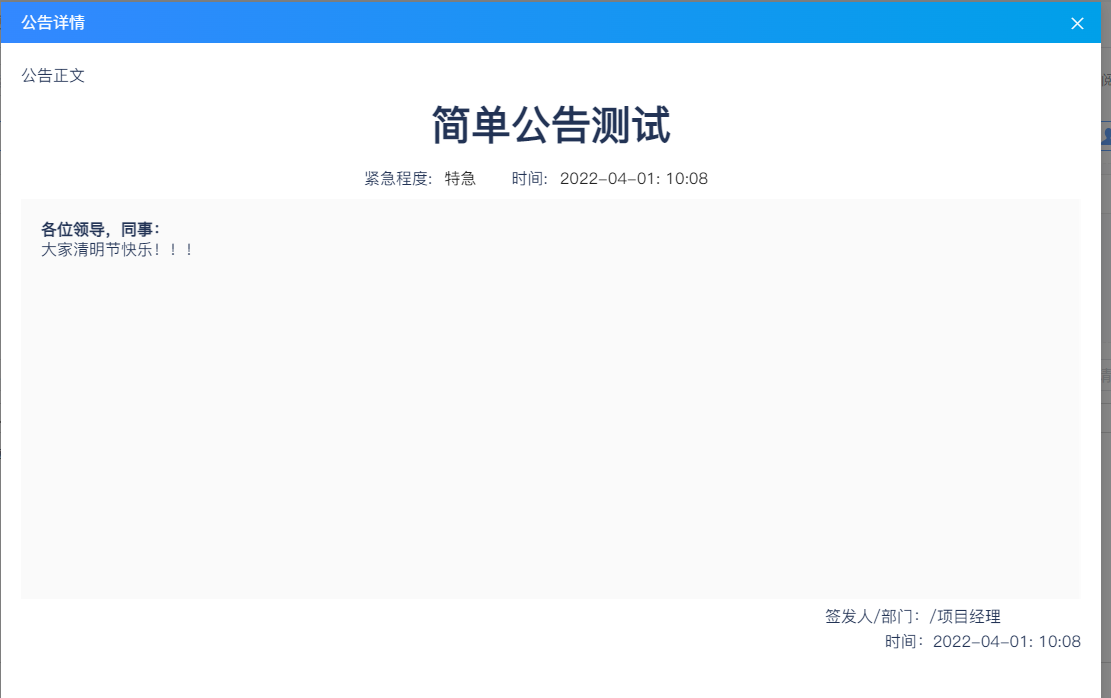 公告详情
公告正文
简单公告测试
紧急程度: 特急 时间: 2022-04-01: 10:08
各位领导，同事：
大家清明节快乐！！！
签发人/部门：/项目经理
时间：2022-04-01: 10:08